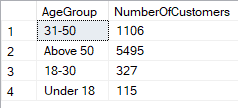 AgeGroup NumberOfCustomers
1 31-50 1106
2 Above 50 5495
3 18-30 327
4 Under 18 115